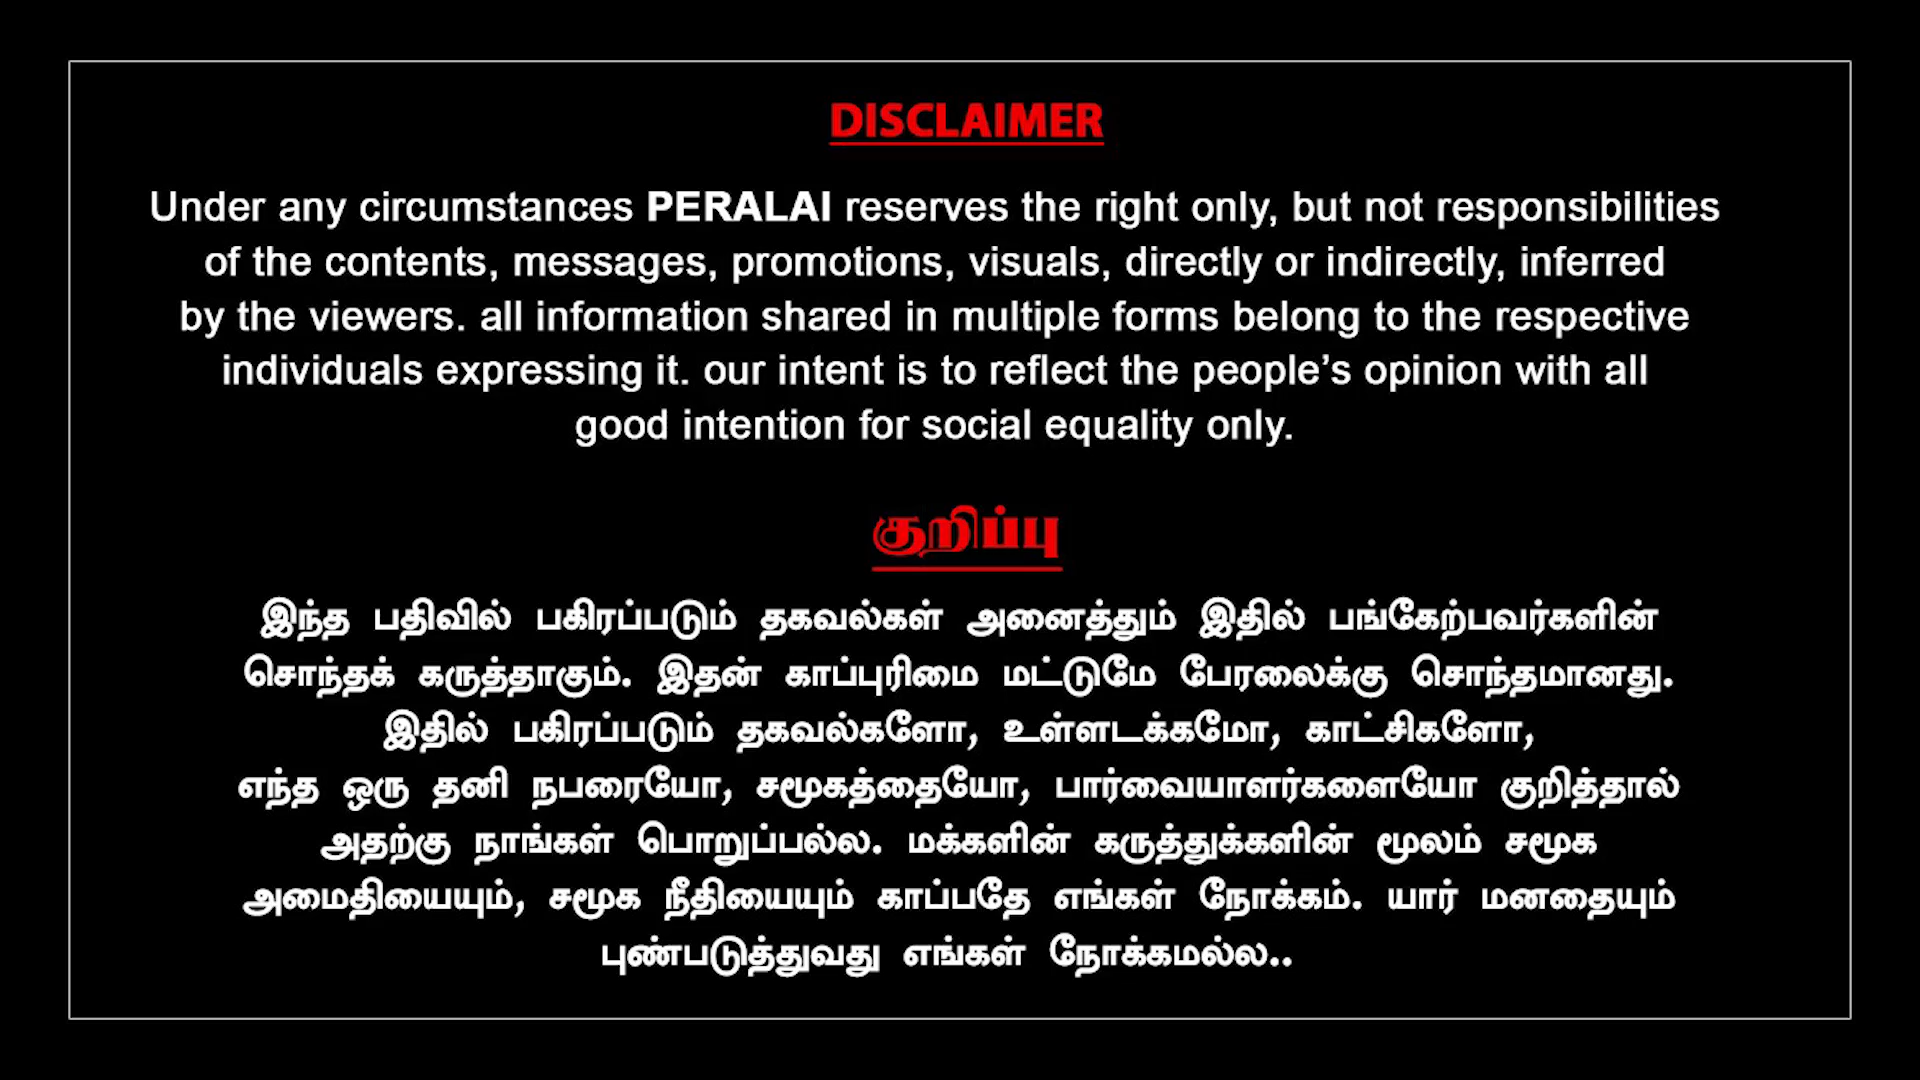 DISCLAIMER
Under any circumstances PERALAI reserves the right only, but not responsibilities
of the contents, messages, promotions, visuals, directly or indirectly, inferred
by the viewers. all information shared in multiple forms belong to the respective
individuals expressing it. our intent is to reflect the people’s opinion with all
good intention for social equality only.
குறிப்பு
இந்த பதிவில் பகிரப்படும் தகவல்கள் அனைத்தும் இதில் பங்கேற்பவர்களின்
சொந்தக் கருத்தாகும். இதன் காப்புரிமை மட்டுமே பேரலைக்கு சொந்தமானது.
இதில் பகிரப்படும் தகவல்களோ, உள்ளடக்கமோ, காட்சிகளோ,
எந்த ஒரு தனி நபரையோ, சமூகத்தையோ, பார்வையாளர்களையோ குறித்தால்
அதற்கு நாங்கள் பொறுப்பல்ல. மக்களின் கருத்துக்களின் மூலம் சமூக
அமைதியையும், சமூக நீதியையும் காப்பதே எங்கள் நோக்கம். யார் மனதையும்
புண்படுத்துவது எங்கள் நோக்கமல்ல..